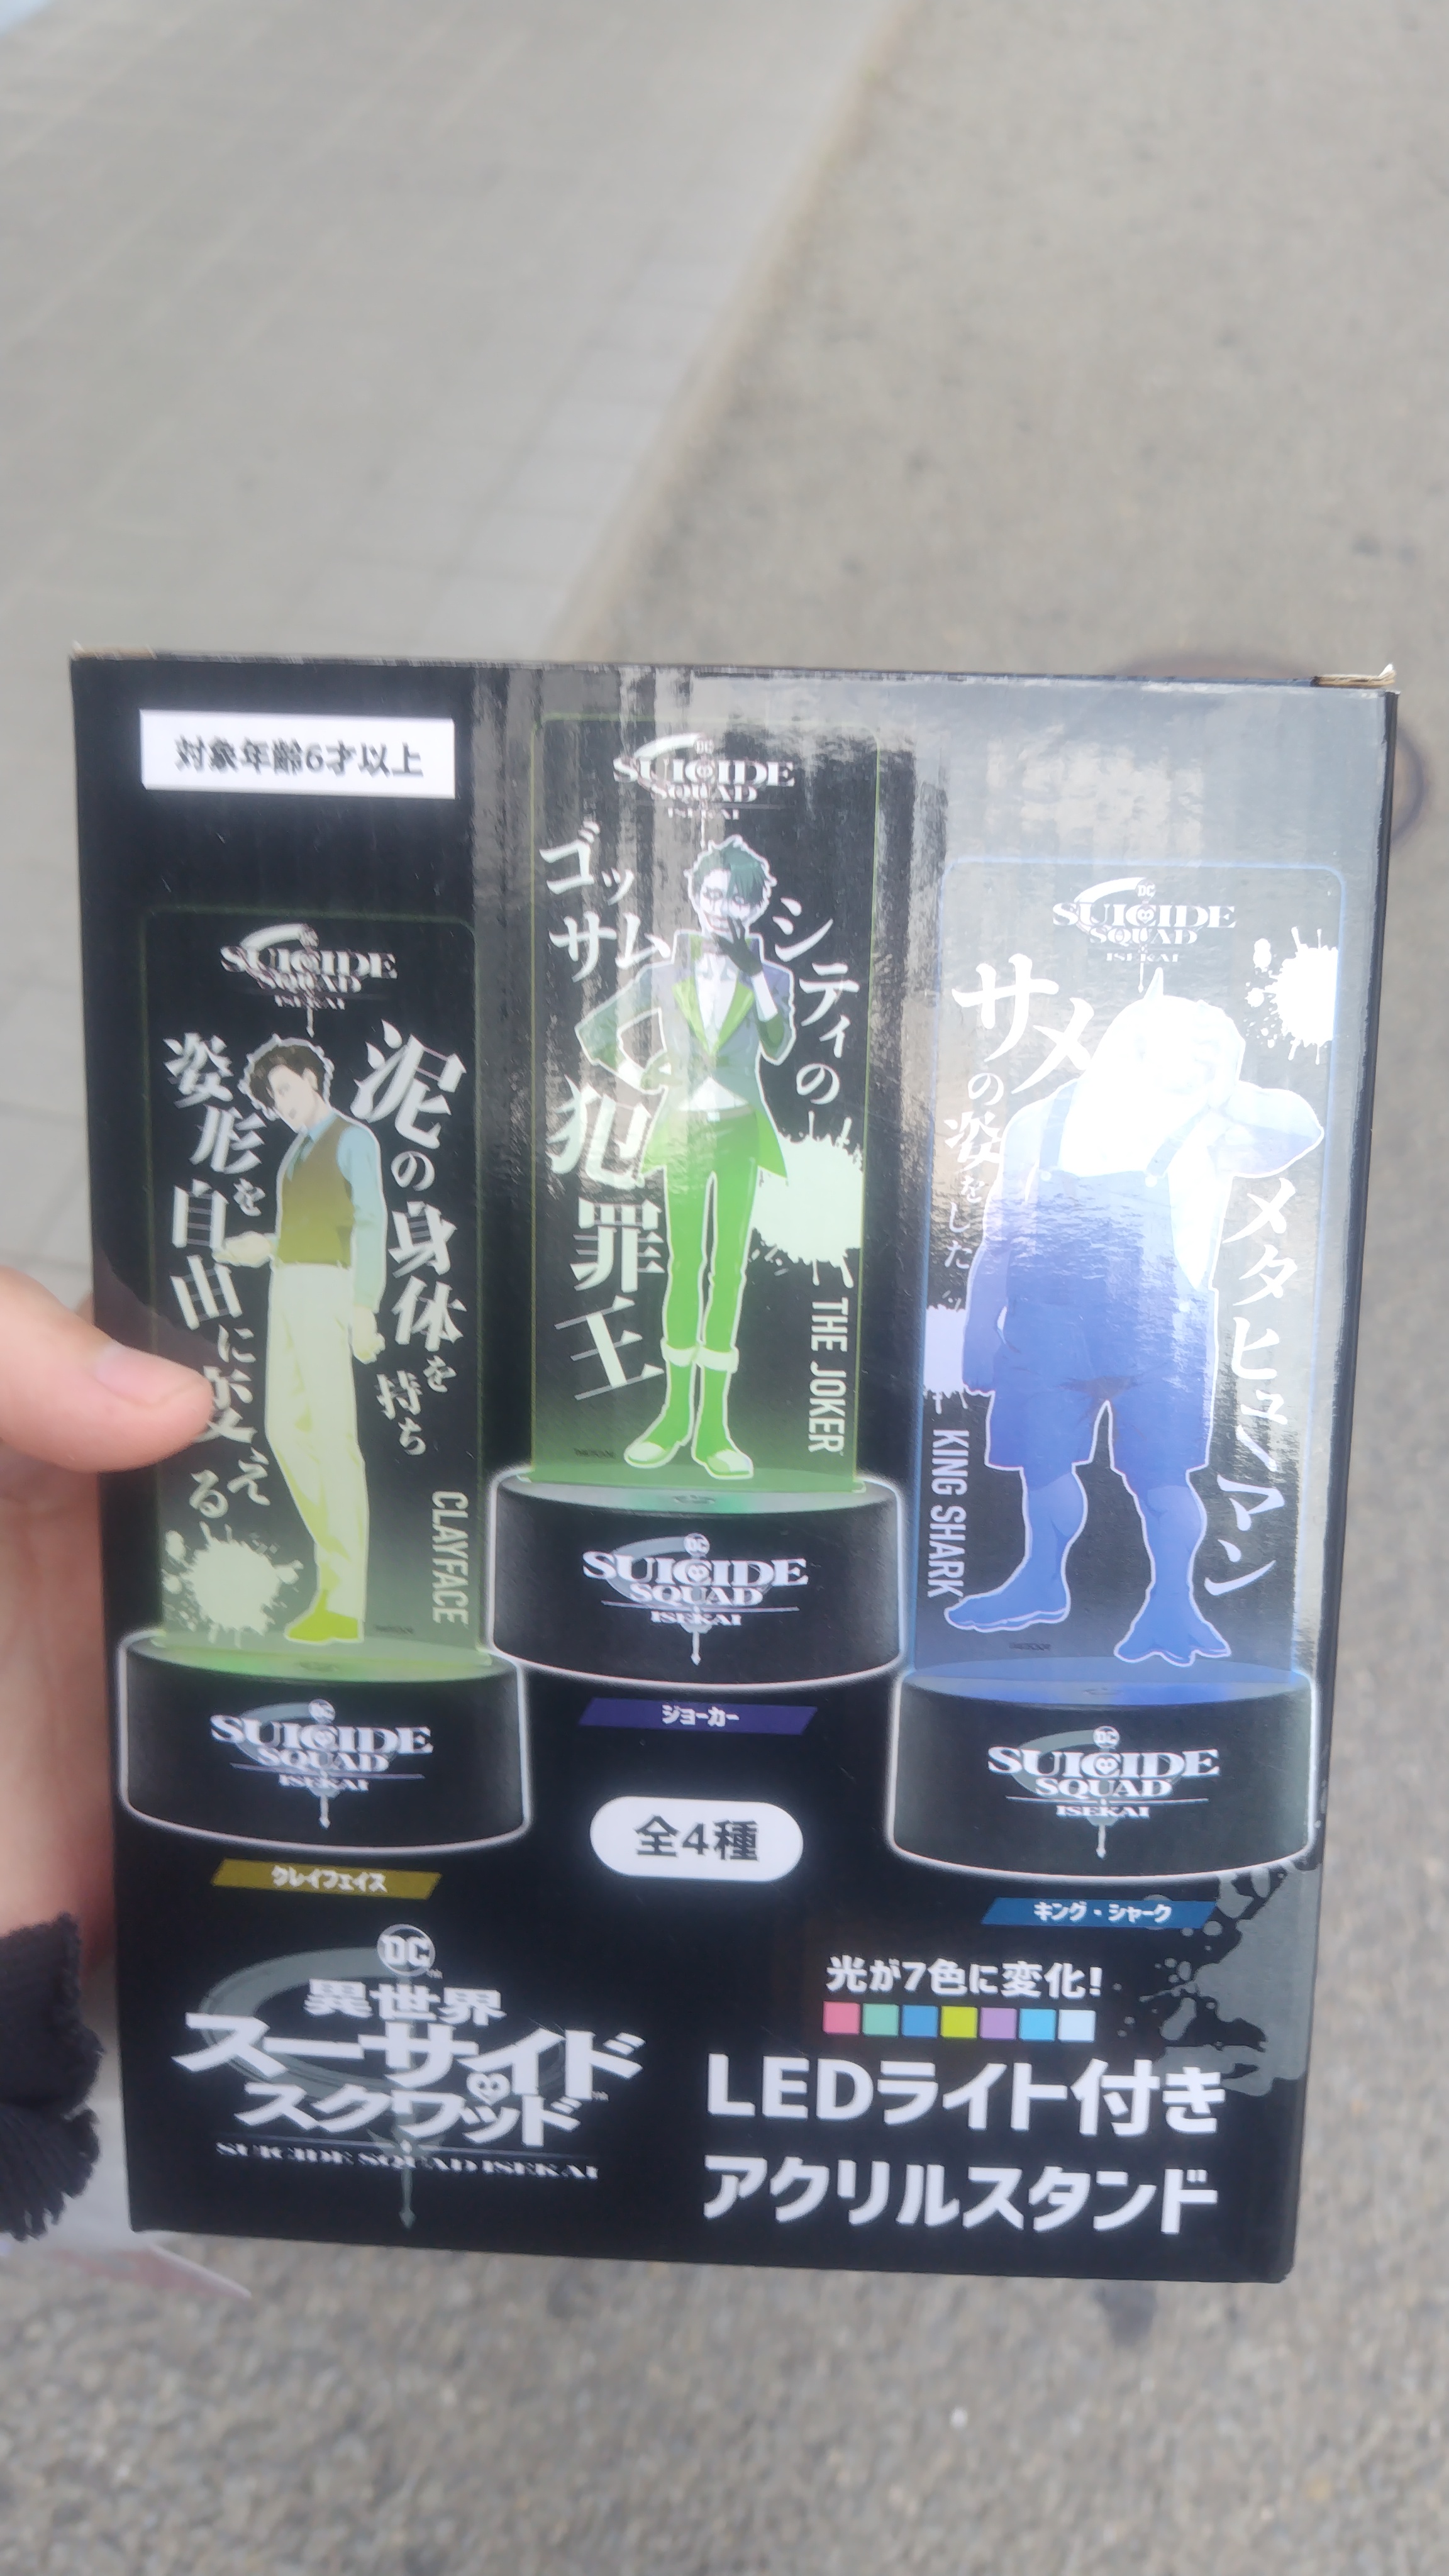 対象年齢6才以上
DC
SUICIDE
SQUAD
ISEKAI
ゴッサム
シティの
犯罪王
THE JOKER
DC
SUICIDE
SQUAD
ISEKAI
ジョーカー
DC
SUICIDE
SQUAD
ISEKAI
泥の身体を持ち
姿形を自由に変える
CLAYFACE
DC
SUICIDE
SQUAD
ISEKAI
クレイフェイス
DC
SUICIDE
SQUAD
ISEKAI
サメの姿をした
メタヒューマン
KING SHARK
DC
SUICIDE
SQUAD
ISEKAI
キング・シャーク
全4種
DC
異世界
スーサイド
スクワッド
SUICIDE SQUAD ISEKAI
光が7色に変化!
LEDライト付き
アクリルスタンド